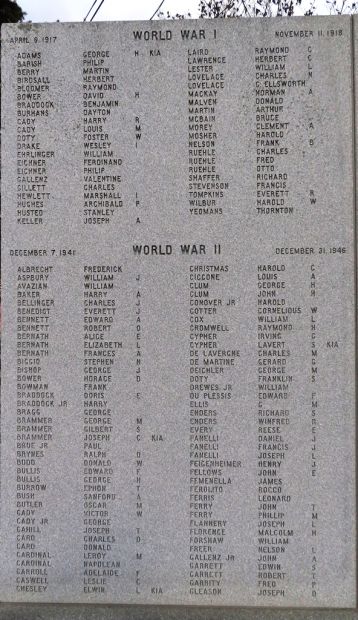 APRIL 6, 1917 WORLD WAR I NOVEMBER 11, 1918
ADAMS GEORGE H KIA
BARISH PHILIP
BERRY MARTIN
BIRDSALL HERBERT
BLOOMER RAYMOND
BOWER DAVID H
BRADDOCK BENJAMIN
BURHANS DAYTON
CADY HARRY R
CADY LOUIS M
DOTY FOSTER W
DRAKE WESLEY I
EHRLINGER WILLIAM
EICHNER FERDINAND
EICHNER PHILIP
GALLENZ VALENTINE
GILLETT CHARLES
HEWLETT MARSHALL I
HUGHES ARCHIBALD P
HUSTED STANLEY
KELLER JOSEPH A
LAIRD RAYMOND C
LAWRENCE HERBERT C
LESTER WILLIAM L
LOVELACE CHARLES N
LOVELACE G ELLSWORTH
MACKAY NORMAN A
MALVEN DONALD
MARTIN ARTHUR
MCBAIN BRUCE
MOREY CLEMENT A
MOSHER HAROLD
NELSON FRANK B
RUEHLE CHARLES
RUEHLE FRED
RUEHLE OTTO
SHAFFER RICHARD
STEVENSON FRANCIS
TOMPKINS EVERETT R
WILBUR HAROLD W
YEOMANS THORNTON
DECEMBER 7, 1941 WORLD WAR II DECEMBER 31, 1946
ALBRECHT FREDERICK
ASPBURY WILLIAM J
AVAZIAN WILLIAM
BAKER HARRY A
BELLINGER CHARLES J
BENEDICT EVERETT J
BENNETT EDWARD A
BENNETT ROBERT D
BERNATH ALICE E
BERNATH ELIZABETH L
BERNATH FRANCES A
BIGGIO STEPHEN N
BISHOP GEORGE J
BOWER HORACE D
BOWMAN FRANK
BRADDOCK DORIS E
BRADDOCK JR HARRY
BRAGG GEORGE
BRAMMER GEORGE M
BRAMMER GILBERT S
BRAMMER JOSEPH C KIA
BRUE JR PAUL
BRYNES RALPH D
BUDD DONALD W
BULLIS EDWARD F
BULLIS GEORGE H
BURROW EDMON T
BUSH SANFORD A
BUTLER OSCAR M
CADY VICTOR W
CADY JR GEORGE
CAHILL JOSEPH T
CARD CHARLES D
CARD DONALD
CARDINAL LEROY M
CARDINAL NAPOLEAN
CARROLL ADELAIDE F
CASWELL LESLIE C
CHESLEY ELWIN L KIA
CHRISTMAS HAROLD C
CICCONE LOUIS A
CLUM GEORGE H
CLUM JOHN H
CONOVER JR HAROLD
COTTER CORNELIOUS W
COX WILLIAM L
CROMWELL RAYMOND H
CYPHER IRVING G
CYPHER LAVERT S KIA
DE LAVERGNE CHARLES M
DE MARTINE GERARD G
DEICHLER GEORGE M
DOTY FRANKLIN S
DREWES JR WILLIAM
DU PLESSIS EDWARD F
ELLIS G M
ENDERS RICHARD S
ENDERS WINFRED R
EVERY REESE E
FANELLI DANIEL J
FANELLI FRANCIS J
FANELLI JOSEPH L
FEIGENHEIMER HENRY J
FELLOWS JOHN E
FEMENELLA JAMES
FEROLITO ROCCO
FERRIS LEONARD
FERRY JOHN T
FERRY PHILLIP M
FLANNERY JOSEPH L
FLORENCE MALCOLM H
FORSHAW WILLIAM
FREER NELSON L
GALLENZ JR JOHN A
GARRETT EDWIN S
GARRETT ROBERT T
GARRITY FRED P
GLEASON JOSEPH D